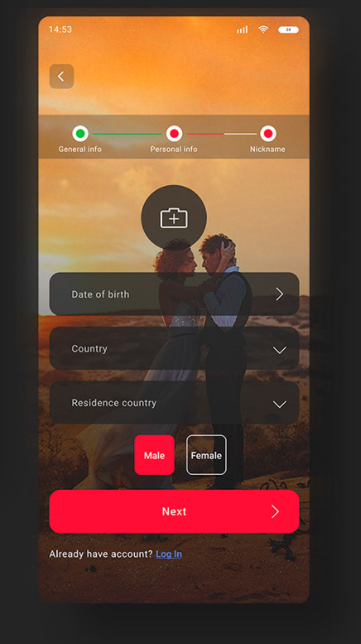 14:53
General info Personal info Nickname
Date of birth
Country
Residence country
Male Female
Next
Already have account? Log In